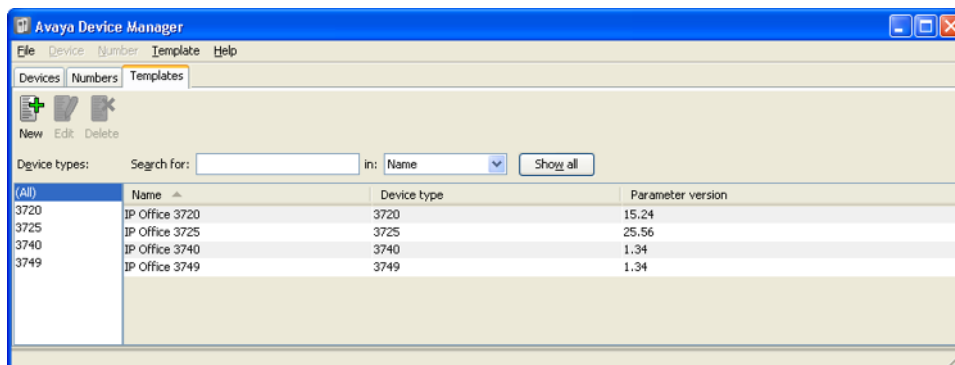 Avaya Device Manager
File Device Number Template Help
Devices Numbers Templates
New Edit Delete
Device types: Search for: in: Name Show all
(All)
3720
3725
3740
3749
Name Device type Parameter version
IP Office 3720 3720 15.24
IP Office 3725 3725 25.56
IP Office 3740 3740 1.34
IP Office 3749 3749 1.34